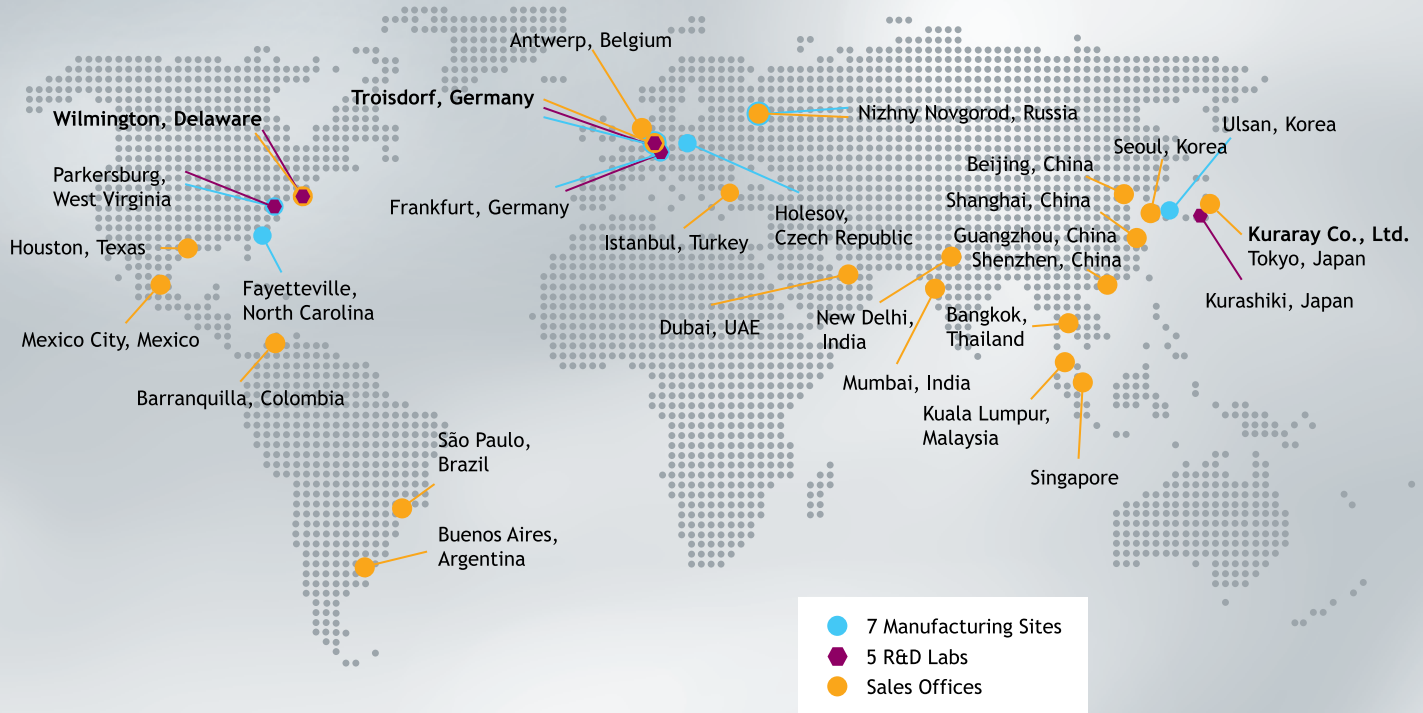 Antwerp, Belgium
Troisdorf, Germany
Wilmington, Delaware
Nizhny Novgorod, Russia
Ulsan, Korea
Seoul, Korea
Beijing, China
Parkersburg,
West Virginia
Shanghai, China
Frankfurt, Germany
Holesov,
Czech Republic
Istanbul, Turkey
Guangzhou, China
Shenzhen, China
Kuraray Co., Ltd.
Tokyo, Japan
Houston, Texas
Fayetteville,
North Carolina
Kurashiki, Japan
Mexico City, Mexico
Dubai, UAE
New Delhi,
India
Bangkok,
Thailand
Mumbai, India
Barranquilla, Colombia
Kuala Lumpur,
Malaysia
São Paulo,
Brazil
Singapore
Buenos Aires,
Argentina
7 Manufacturing Sites
5 R&D Labs
Sales Offices